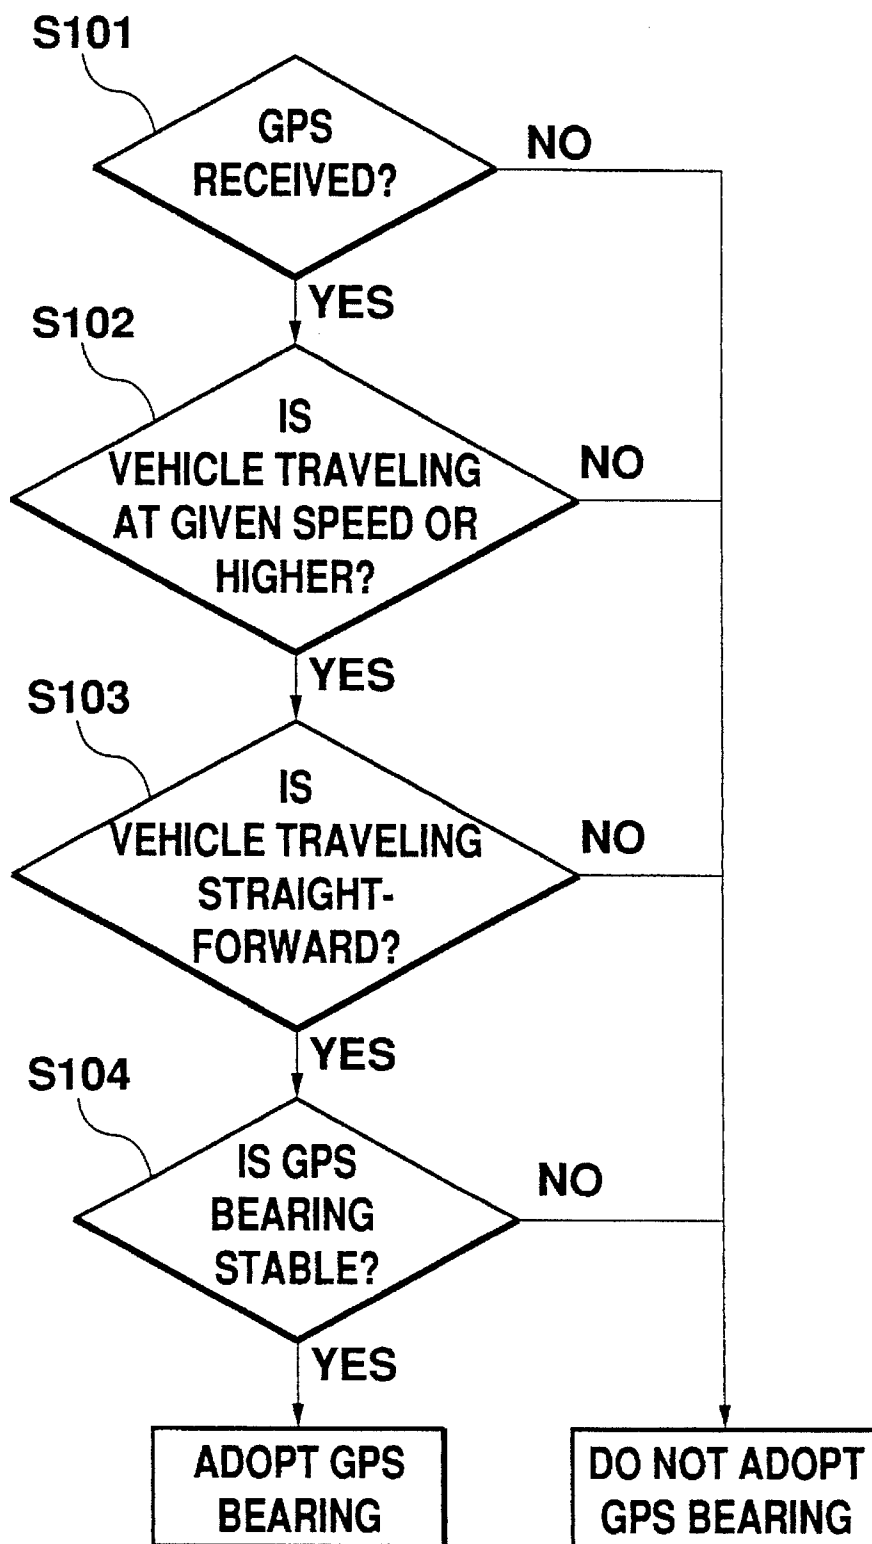 S101
GPS
RECEIVED?
NO
YES
S102
IS
VEHICLE TRAVELING
AT GIVEN SPEED OR
HIGHER?
NO
YES
S103
IS
VEHICLE TRAVELING
STRAIGHT-
FORWARD?
NO
YES
S104
IS GPS
BEARING
STABLE?
NO
YES
ADOPT GPS
BEARING
DO NOT ADOPT
GPS BEARING